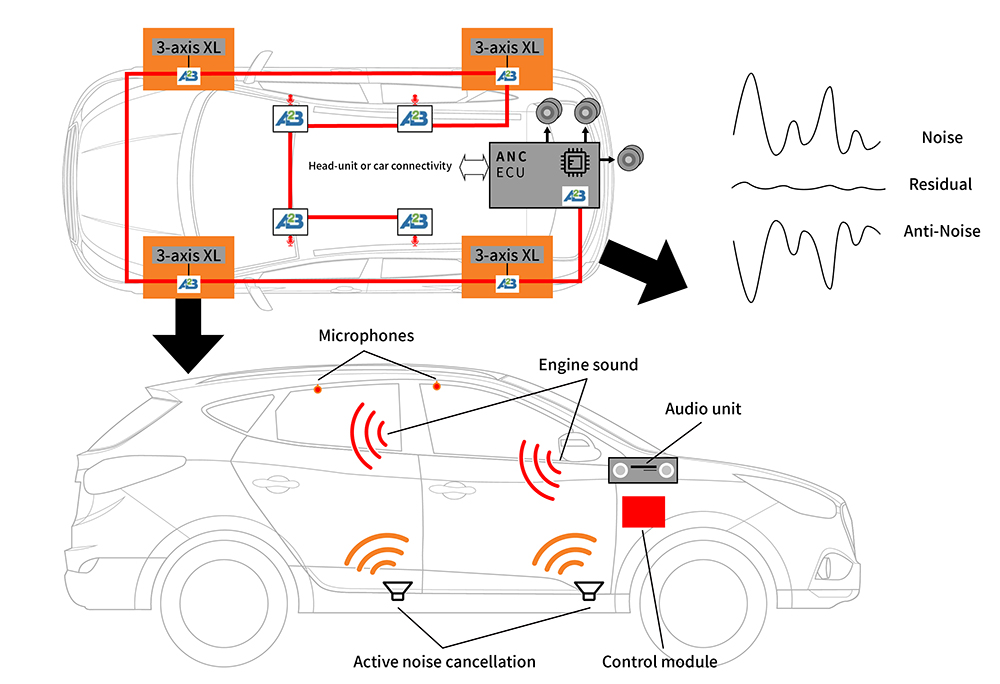 3-axis XL
3-axis XL
A2B
A2B
A2B
A2B
Head-unit or car connectivity
ANC
ECU
A2B
A2B
A2B
3-axis XL
3-axis XL
A2B
A2B
Noise
Residual
Anti-Noise
Microphones
Engine sound
Audio unit
Active noise cancellation
Control module